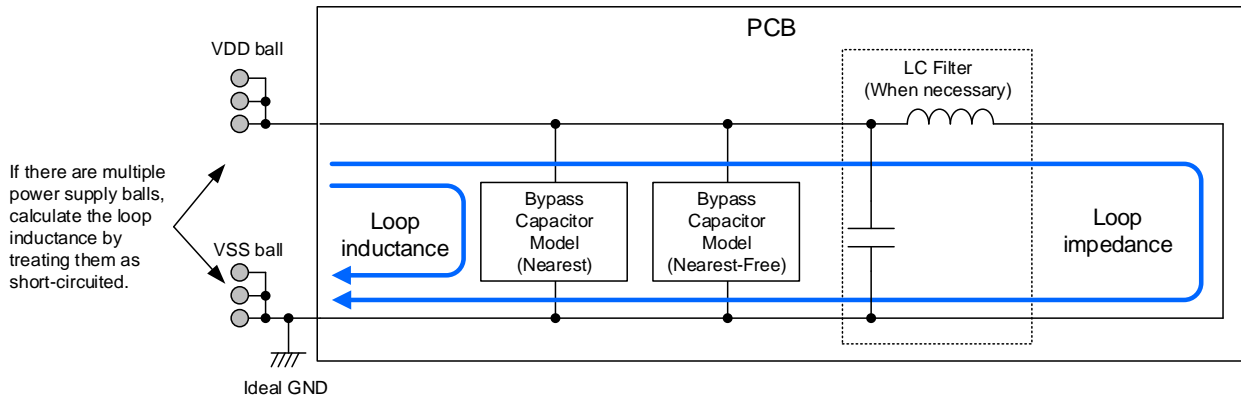 PCB
VDD ball
LC Filter
(When necessary)
If there are multiple
power supply balls,
calculate the loop
inductance by
treating them as
short-circuited.
Loop
inductance
Bypass
Capacitor
Model
(Nearest)
Bypass
Capacitor
Model
(Nearest-Free)
Loop
impedance
VSS ball
Ideal GND